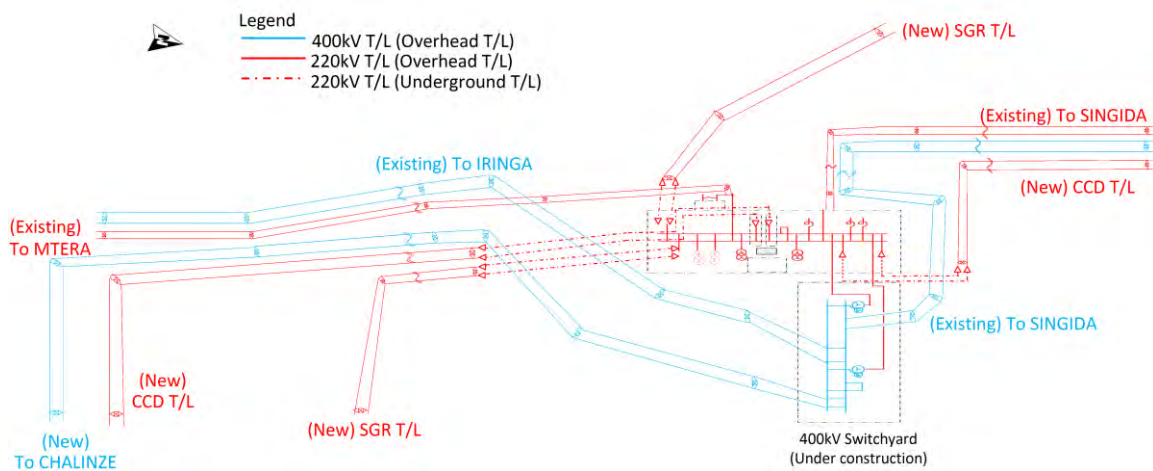 Legend
400kV T/L (Overhead T/L)
220kV T/L (Overhead T/L)
220kV T/L (Underground T/L)
(New) SGR T/L
(Existing) To SINGIDA
(Existing) To IRINGA
(New) CCD T/L
(Existing)
To MTERA
(Existing) To SINGIDA
(New)
CCD T/L
(New) SGR T/L
(New)
To CHALINZE
400kV Switchyard
(Under construction)